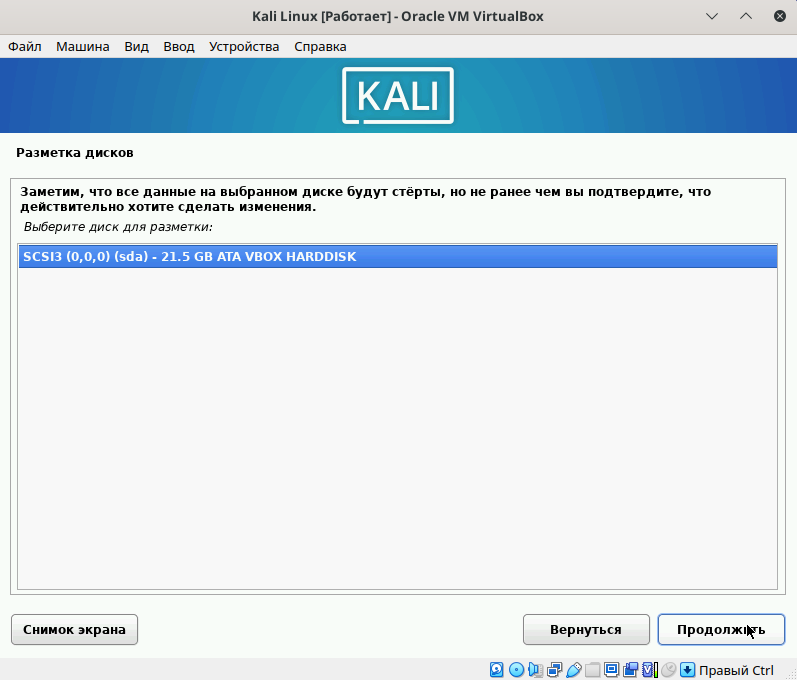 Kali Linux [Работает] - Oracle VM VirtualBox
Файл Машина Вид Ввод Устройства Справка
KALI
Разметка дисков
Заметим, что все данные на выбранном диске будут стёрты, но не ранее чем вы подтвердите, что
действительно хотите сделать изменения.
Выберите диск для разметки:
SCSI3 (0,0,0) (sda) - 21.5 GB ATA VBOX HARDDISK
Снимок экрана Вернуться Продолжить
Правый Ctrl